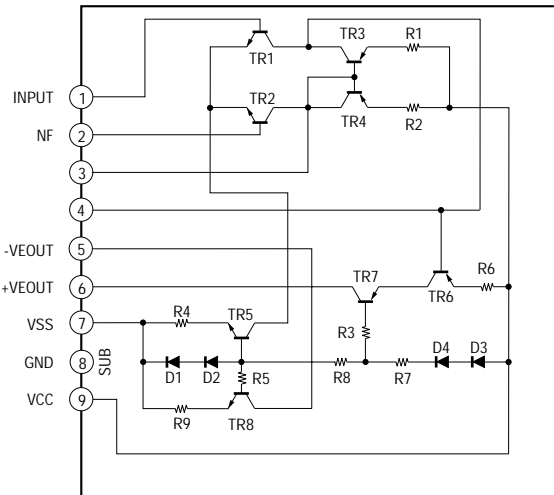 TR1
TR3
R1
TR2
TR4
R2
INPUT 1
NF 2
3
4
-VEOUT 5
+VEOUT 6
VSS 7
GND 8 SUB
VCC 9
TR7
TR6
R6
R4
TR5
R3
D1
D2
R5
R8
R7
D4
D3
R9
TR8